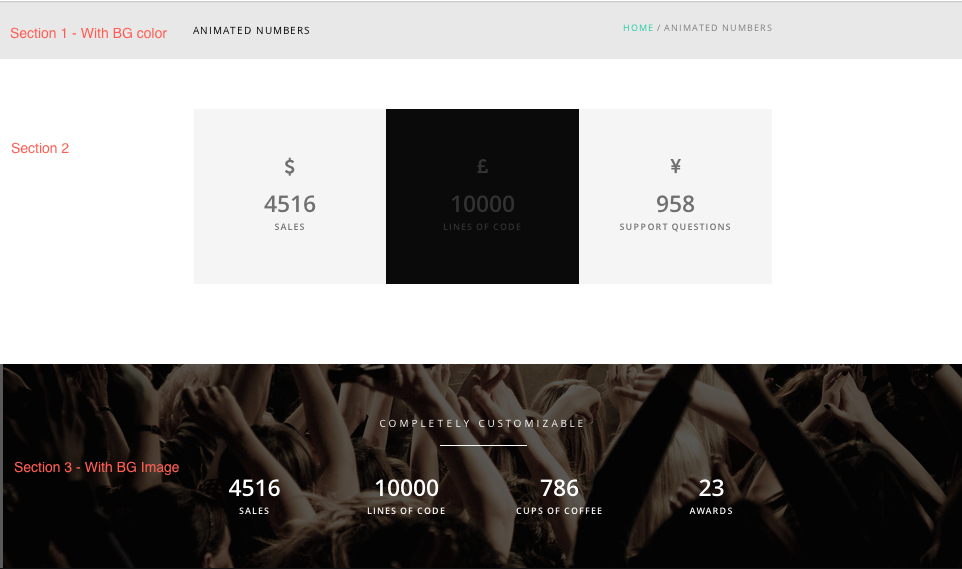 Section 1 - With BG color
ANIMATED NUMBERS
HOME / ANIMATED NUMBERS
Section 2
$
4516
SALES
£
10000
LINES OF CODE
¥
958
SUPPORT QUESTIONS
COMPLETELY CUSTOMIZABLE
Section 3 - With BG Image
4516
SALES
10000
LINES OF CODE
786
CUPS OF COFFEE
23
AWARDS